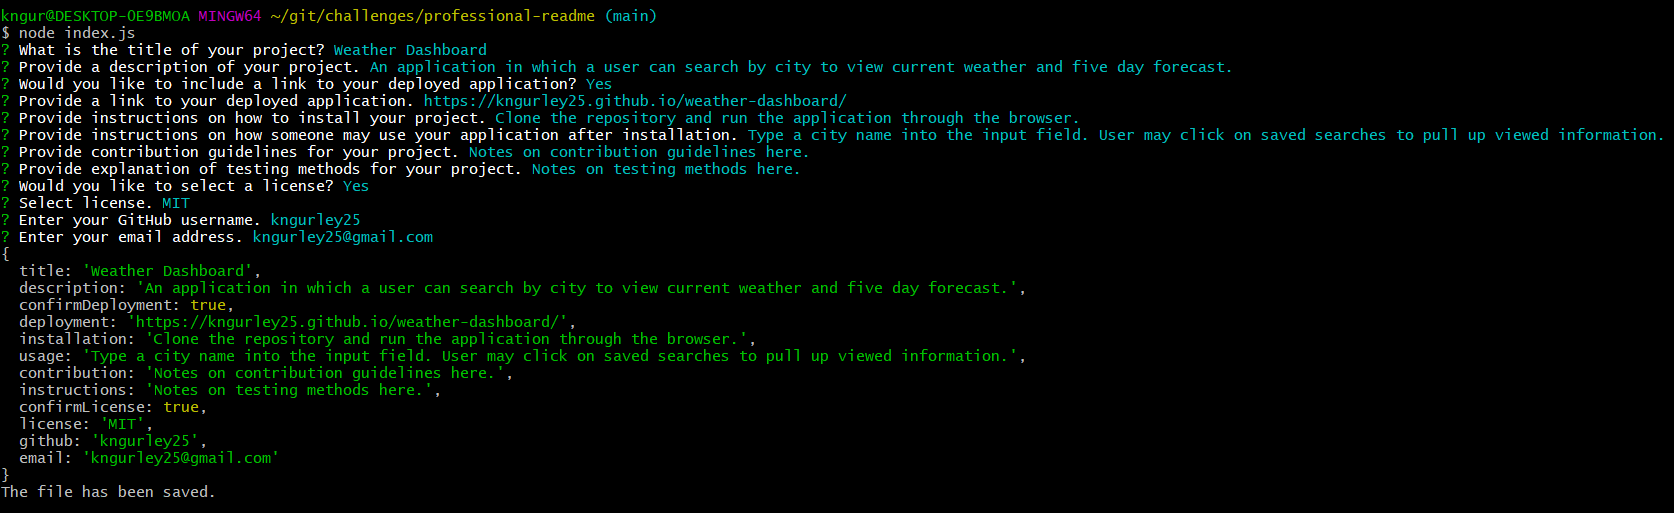 kngur@DESKTOP-OE9BMOA MINGW64 ~/git/challenges/professional-readme (main)
$ node index.js
? What is the title of your project? Weather Dashboard
? Provide a description of your project. An application in which a user can search by city to view current weather and five day forecast.
? Would you like to include a link to your deployed application? Yes
? Provide a link to your deployed application. https://kngurley25.github.io/weather-dashboard/
? Provide instructions on how to install your project. Clone the repository and run the application through the browser.
? Provide instructions on how someone may use your application after installation. Type a city name into the input field. User may click on saved searches to pull up viewed information.
? Provide contribution guidelines for your project. Notes on contribution guidelines here.
? Provide explanation of testing methods for your project. Notes on testing methods here.
? Would you like to select a license? Yes
? Select license. MIT
? Enter your GitHub username. kngurley25
? Enter your email address. kngurley25@gmail.com
{
  title: 'Weather Dashboard',
  description: 'An application in which a user can search by city to view current weather and five day forecast.',
  confirmDeployment: true,
  deployment: 'https://kngurley25.github.io/weather-dashboard/',
  installation: 'Clone the repository and run the application through the browser.',
  usage: 'Type a city name into the input field. User may click on saved searches to pull up viewed information.',
  contribution: 'Notes on contribution guidelines here.',
  instructions: 'Notes on testing methods here.',
  confirmLicense: true,
  license: 'MIT',
  github: 'kngurley25',
  email: 'kngurley25@gmail.com'
}
The file has been saved.